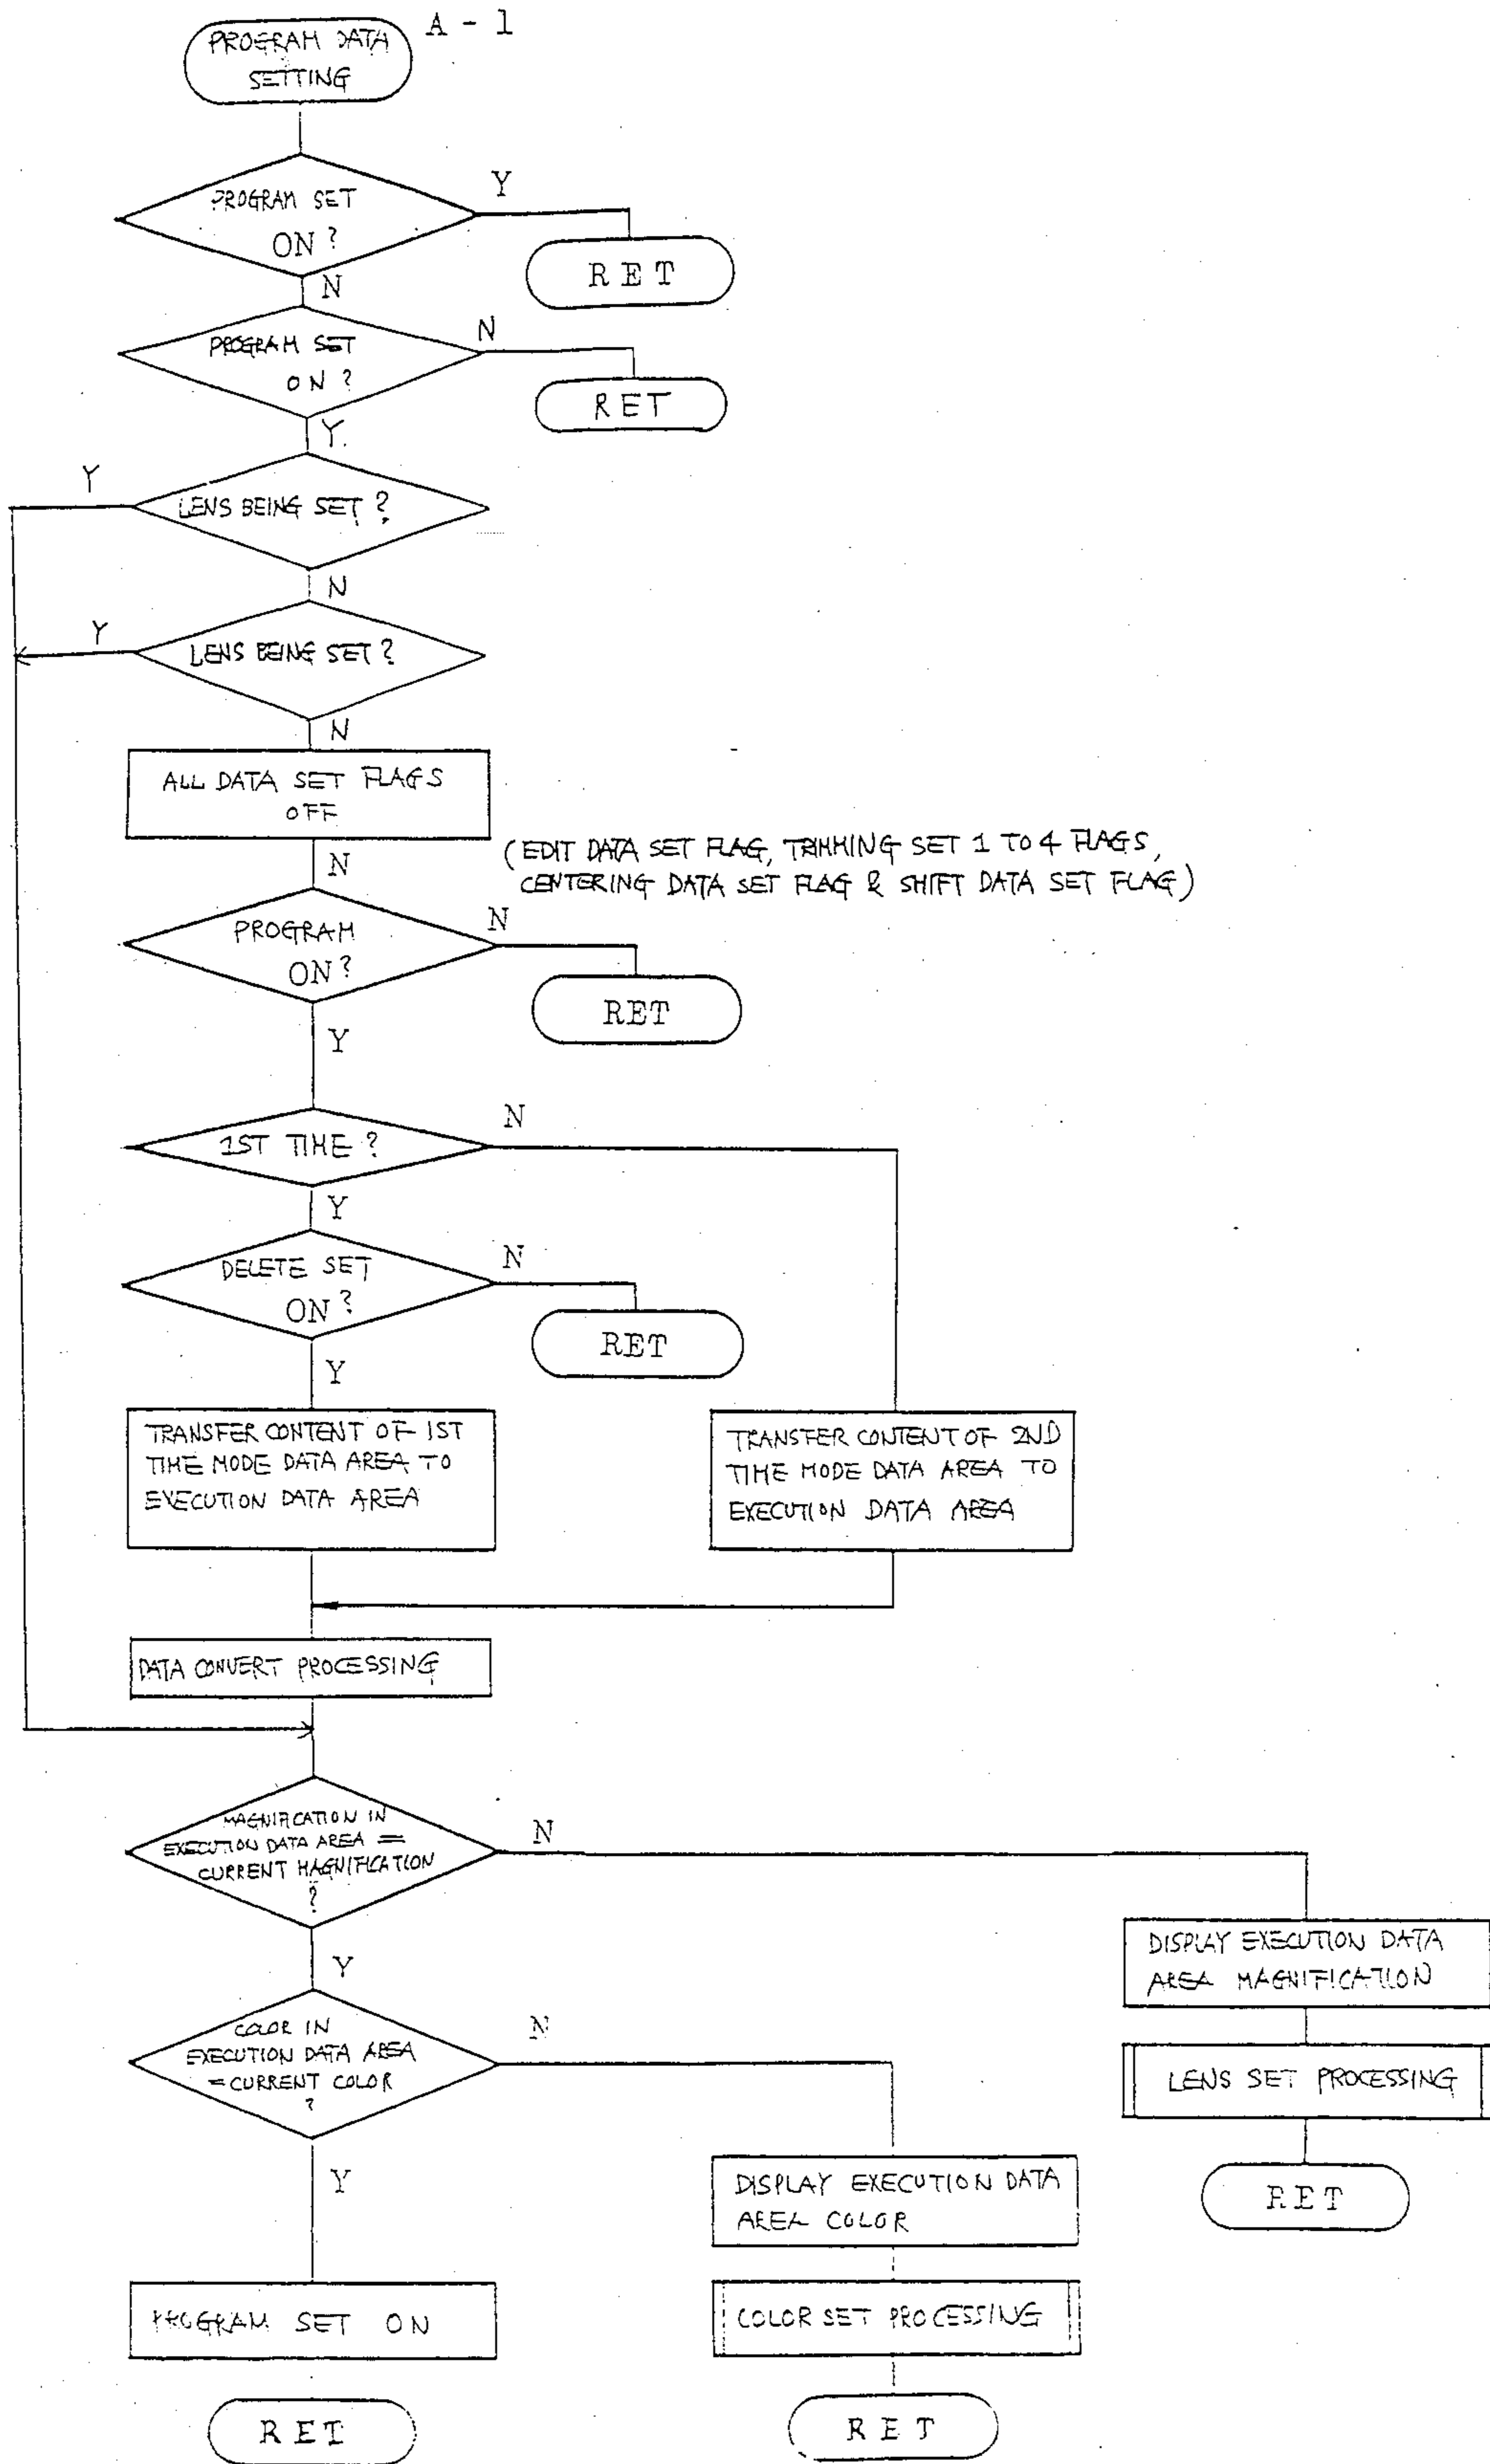 A - 1
PROGRAM DATA
SETTING
PROGRAM SET
ON ?
Y
RET
N
PROGRAM SET
ON ?
N
RET
Y
LENS BEING SET ?
Y
N
LENS BEING SET ?
Y
N
ALL DATA SET FLAGS
OFF
(EDIT DATA SET FLAG, TRIMMING SET 1 TO 4 FLAGS,
CENTERING DATA SET FLAG & SHIFT DATA SET FLAG)
N
PROGRAM
ON ?
N
RET
Y
1ST TIME ?
N
Y
DELETE SET
ON ?
N
RET
Y
TRANSFER CONTENT OF 1ST
TIME MODE DATA AREA TO
EXECUTION DATA AREA
TRANSFER CONTENT OF 2ND
TIME MODE DATA AREA TO
EXECUTION DATA AREA
DATA CONVERT PROCESSING
MAGNIFICATION IN
EXECUTION DATA AREA =
CURRENT MAGNIFICATION
?
N
DISPLAY EXECUTION DATA
AREA MAGNIFICATION
LENS SET PROCESSING
RET
Y
COLOR IN
EXECUTION DATA AREA
= CURRENT COLOR
?
N
DISPLAY EXECUTION DATA
AREA COLOR
COLOR SET PROCESSING
RET
Y
PROGRAM SET ON
RET